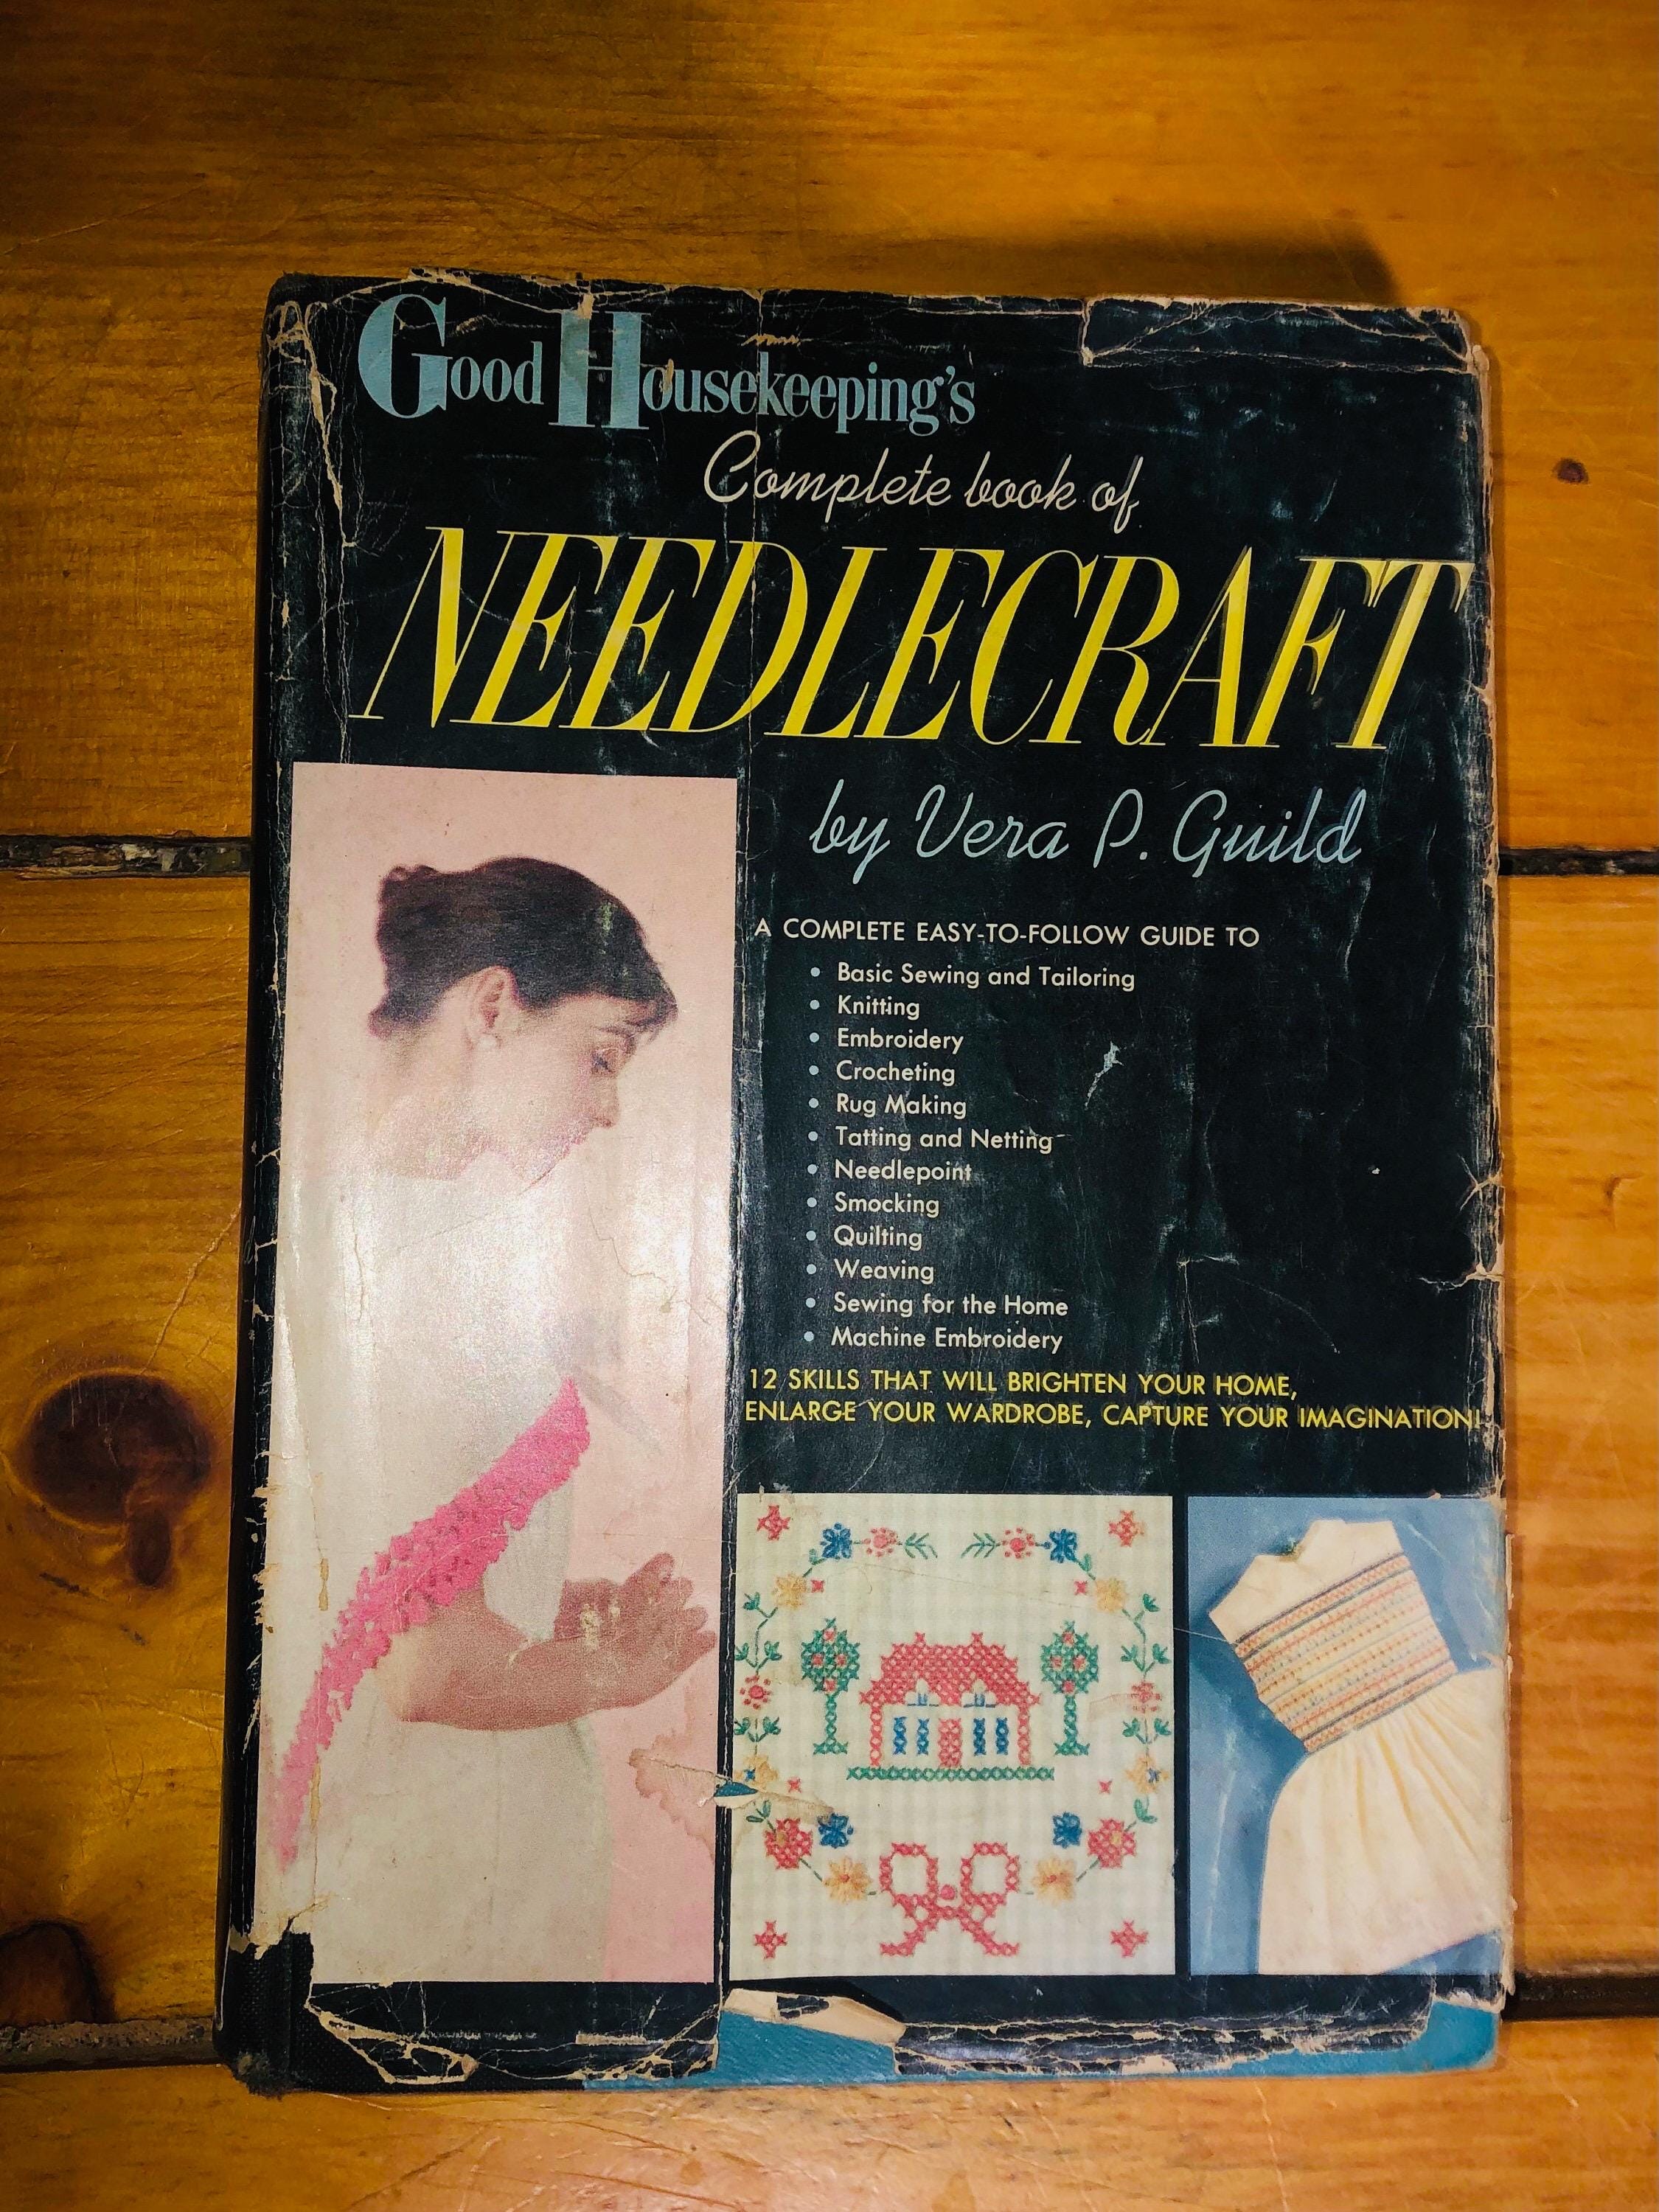 Good Housekeeping's
Complete book of
NEEDLECRAFT
by Vera P. Guild
A COMPLETE EASY-TO-FOLLOW GUIDE TO
• Basic Sewing and Tailoring
• Knitting
• Embroidery
• Crocheting
• Rug Making
• Tatting and Netting
• Needlepoint
• Smocking
• Quilting
• Weaving
• Sewing for the Home
• Machine Embroidery
12 SKILLS THAT WILL BRIGHTEN YOUR HOME,
ENLARGE YOUR WARDROBE, CAPTURE YOUR IMAGINATION!